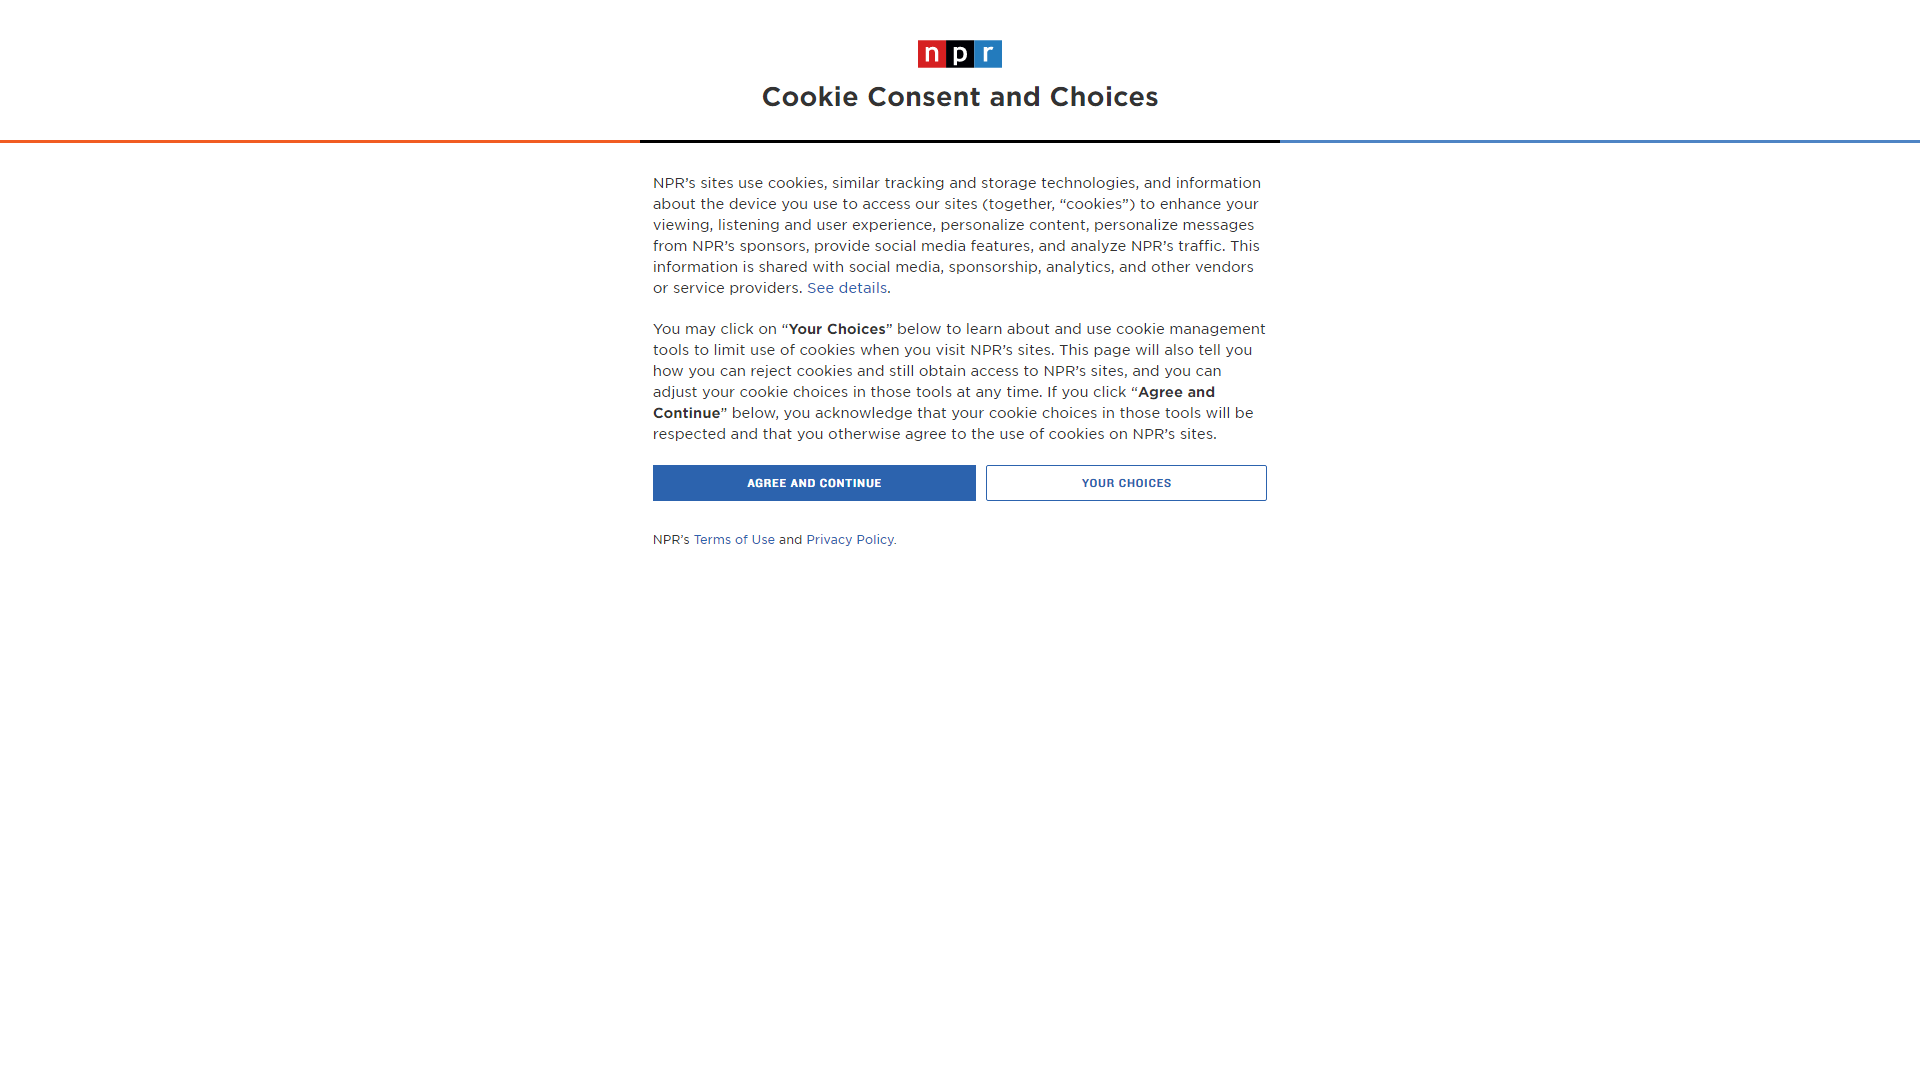 npr
Cookie Consent and Choices
NPR’s sites use cookies, similar tracking and storage technologies, and information
about the device you use to access our sites (together, “cookies”) to enhance your
viewing, listening and user experience, personalize content, personalize messages
from NPR’s sponsors, provide social media features, and analyze NPR’s traffic. This
information is shared with social media, sponsorship, analytics, and other vendors
or service providers. See details.
You may click on “Your Choices” below to learn about and use cookie management
tools to limit use of cookies when you visit NPR’s sites. This page will also tell you
how you can reject cookies and still obtain access to NPR’s sites, and you can
adjust your cookie choices in those tools at any time. If you click “Agree and
Continue” below, you acknowledge that your cookie choices in those tools will be
respected and that you otherwise agree to the use of cookies on NPR’s sites.
AGREE AND CONTINUE YOUR CHOICES
NPR’s Terms of Use and Privacy Policy.